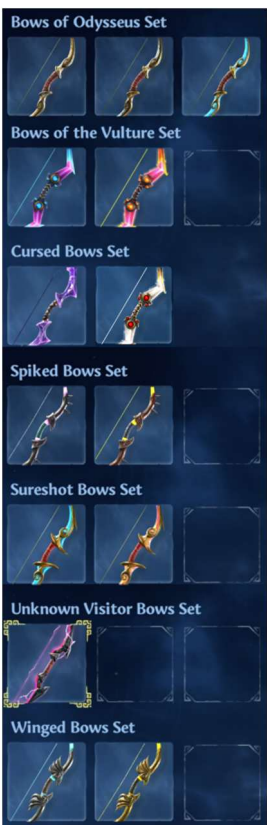 Bows of Odysseus Set
Bows of the Vulture Set
Cursed Bows Set
Spiked Bows Set
Sureshot Bows Set
Unknown Visitor Bows Set
Winged Bows Set